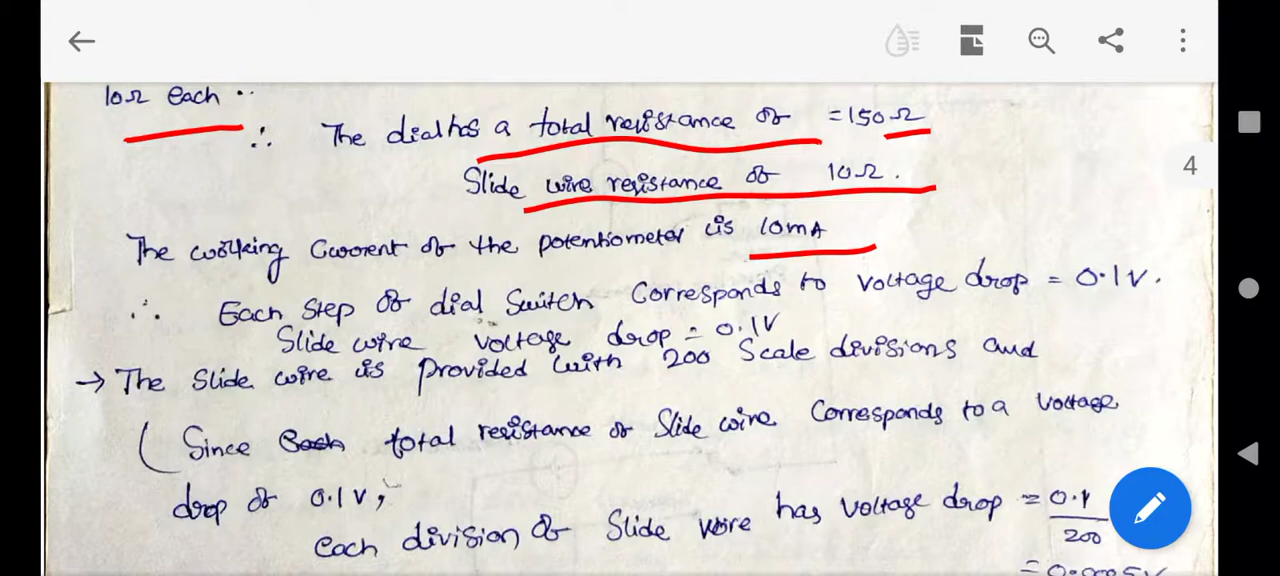 10Ω each ..
∴ The dial has a total resistance of = 150Ω
Slide wire resistance of 10Ω.
4
The working Current of the potentiometer is 10mA
∴ Each Step of dial Switch Corresponds to voltage drop = 0.1V.
Slide wire voltage drop = 0.1V
→ The Slide wire is provided with 200 Scale divisions and
(Since total resistance of Slide wire Corresponds to a voltage
drop of 0.1V,
each division of Slide wire has voltage drop = 0.1
200
= 0.0005V